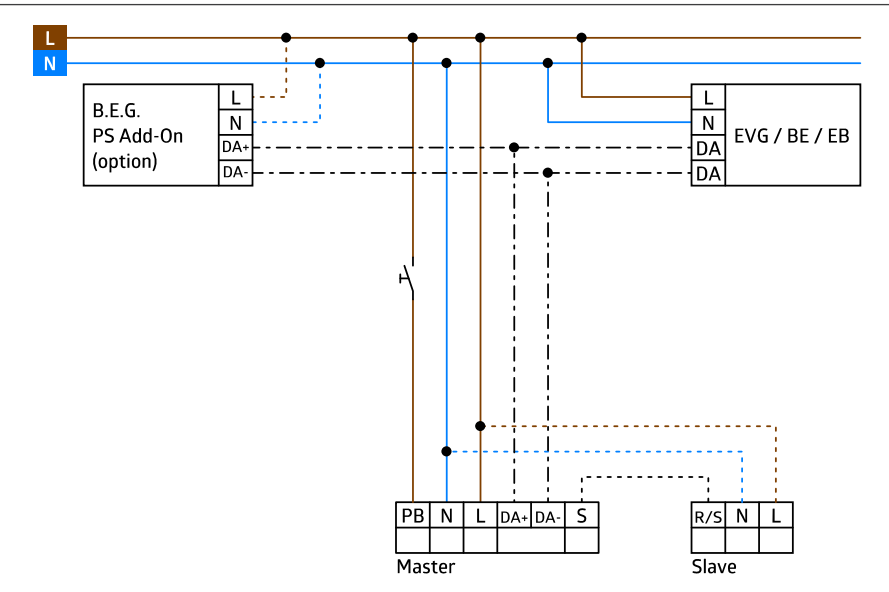 L
N
B.E.G.
PS Add-On
(option)
L
N
DA+
DA-
L
N
DA
DA
EVG / BE / EB
PB N L DA+ DA- S
Master
R/S N L
Slave